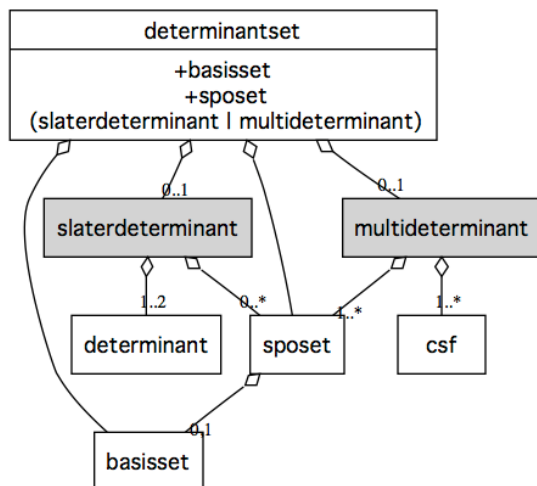 determinantset
+basisset
+sposet
(slaterdeterminant | multideterminant)
0..1
0..1
slaterdeterminant
multideterminant
1..2
0..*
1..*
1..*
determinant
sposet
csf
0,1
basisset